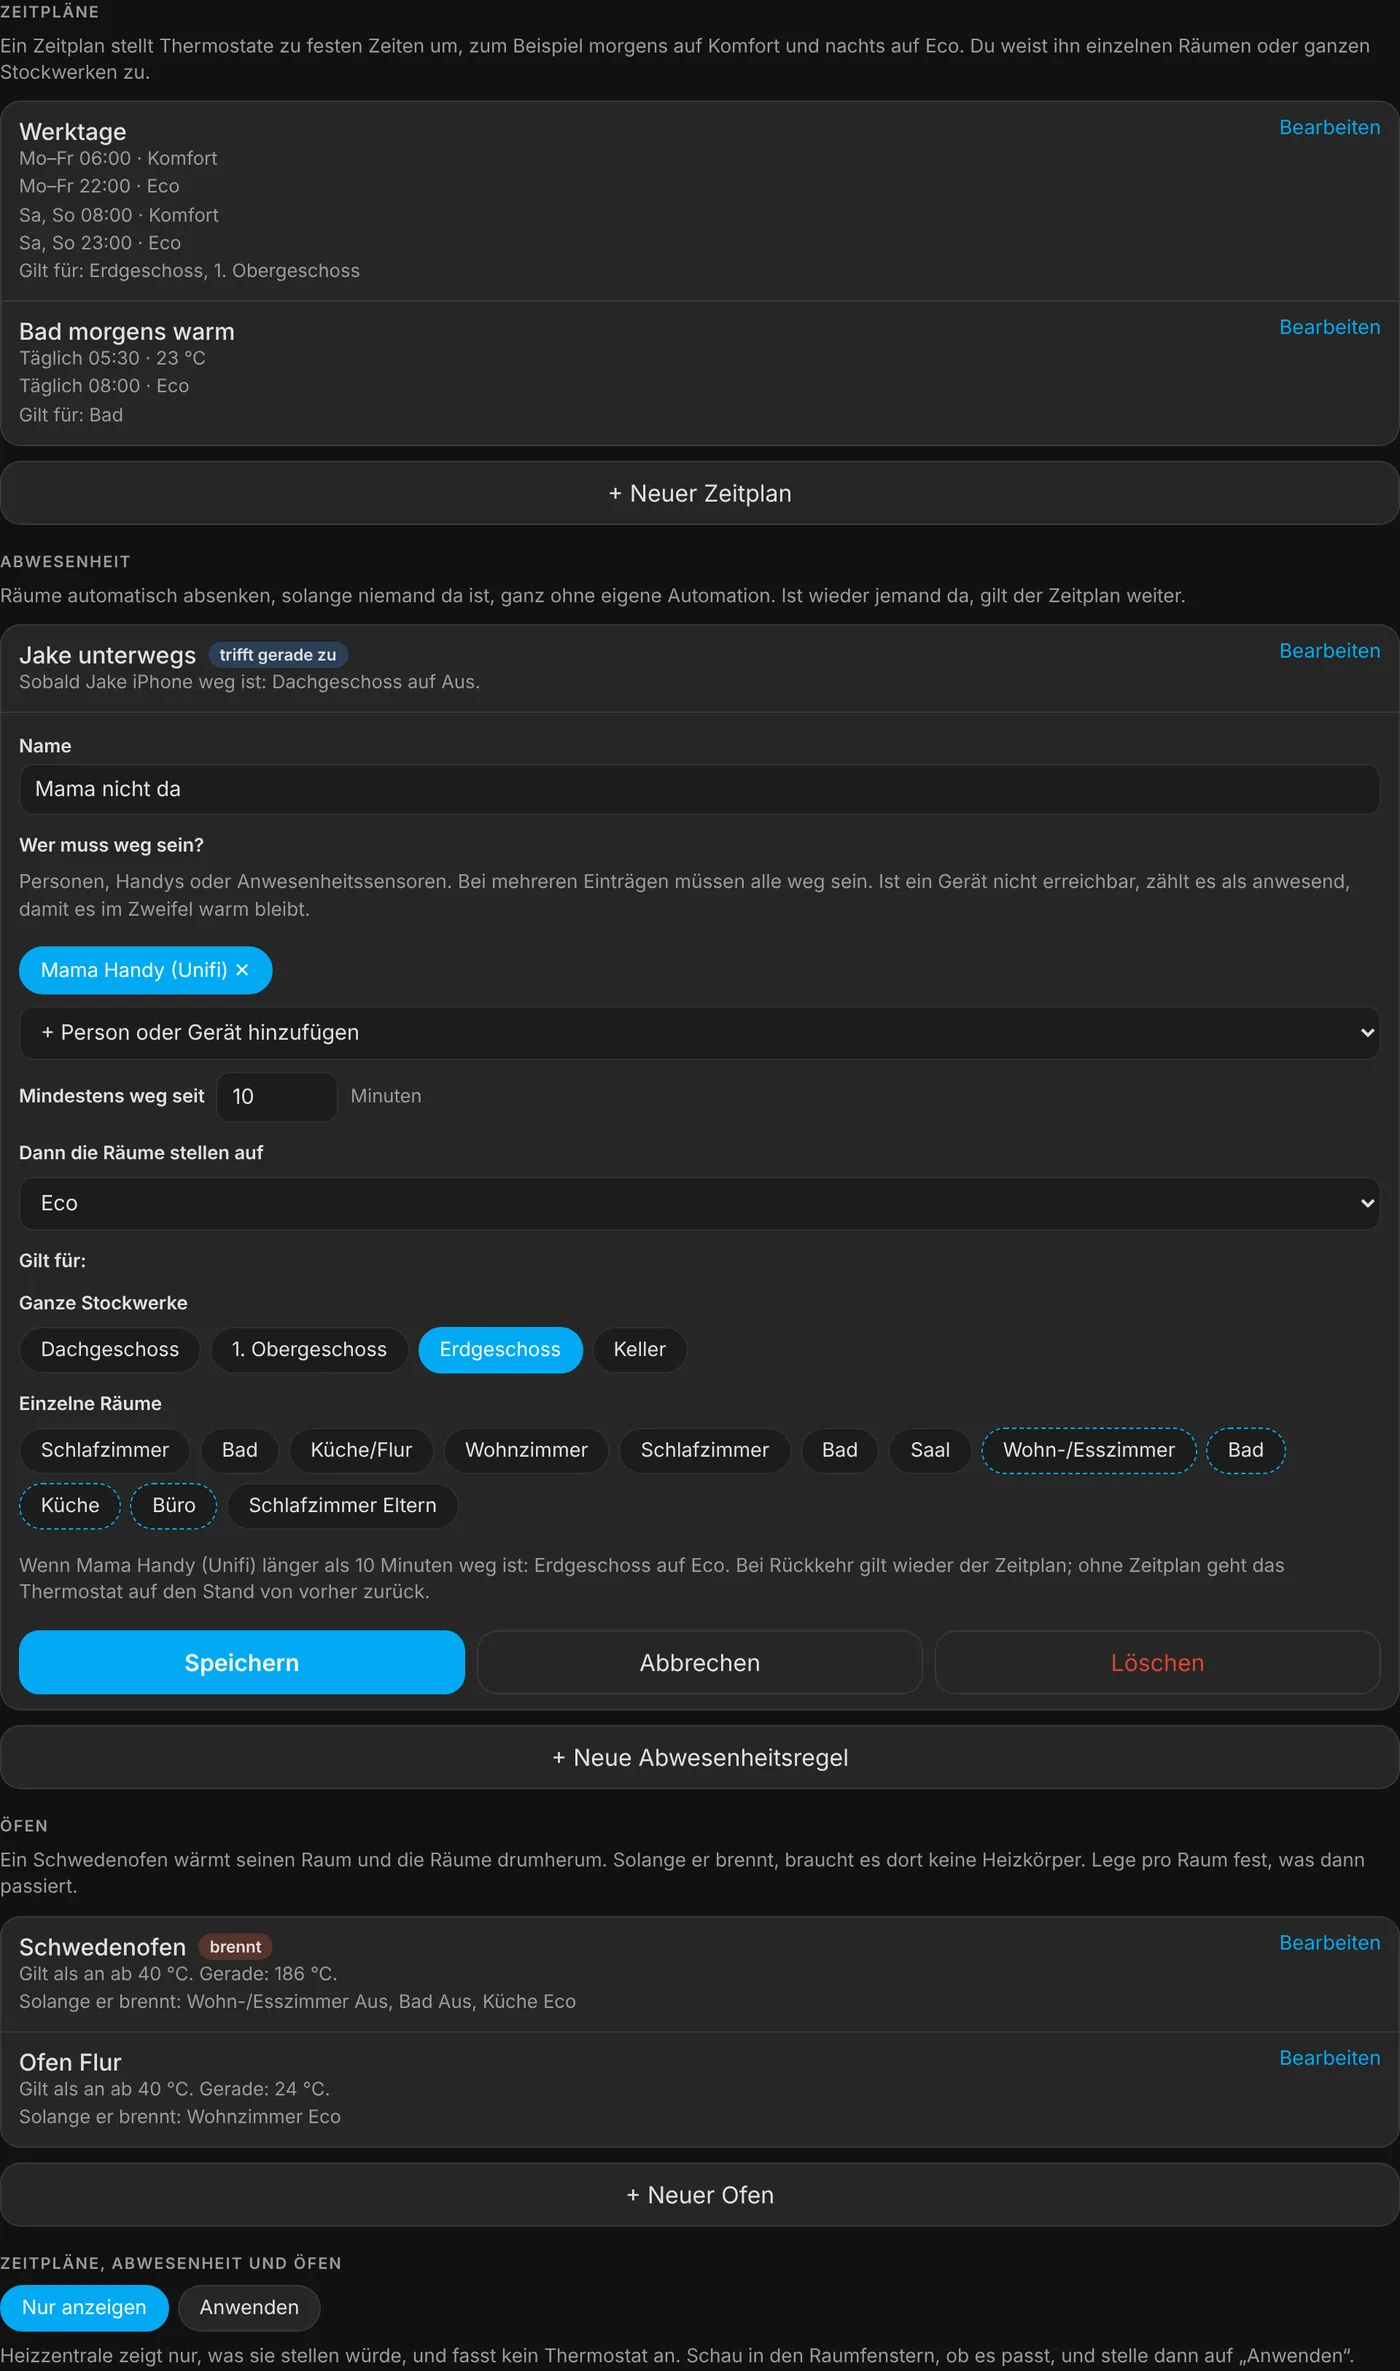 ZEITPLÄNE
Ein Zeitplan stellt Thermostate zu festen Zeiten um, zum Beispiel morgens auf Komfort und nachts auf Eco. Du weist ihn einzelnen Räumen oder ganzen
Stockwerken zu.
Werktage
Bearbeiten
Mo–Fr 06:00 · Komfort
Mo–Fr 22:00 · Eco
Sa, So 08:00 · Komfort
Sa, So 23:00 · Eco
Gilt für: Erdgeschoss, 1. Obergeschoss
Bad morgens warm
Bearbeiten
Täglich 05:30 · 23 °C
Täglich 08:00 · Eco
Gilt für: Bad
+ Neuer Zeitplan
ABWESENHEIT
Räume automatisch absenken, solange niemand da ist, ganz ohne eigene Automation. Ist wieder jemand da, gilt der Zeitplan weiter.
Jake unterwegs trifft gerade zu
Bearbeiten
Sobald Jake iPhone weg ist: Dachgeschoss auf Aus.
Name
Mama nicht da
Wer muss weg sein?
Personen, Handys oder Anwesenheitssensoren. Bei mehreren Einträgen müssen alle weg sein. Ist ein Gerät nicht erreichbar, zählt es als anwesend,
damit es im Zweifel warm bleibt.
Mama Handy (Unifi) ✕
+ Person oder Gerät hinzufügen
Mindestens weg seit 10 Minuten
Dann die Räume stellen auf
Eco
Gilt für:
Ganze Stockwerke
Dachgeschoss 1. Obergeschoss Erdgeschoss Keller
Einzelne Räume
Schlafzimmer Bad Küche/Flur Wohnzimmer Schlafzimmer Bad Saal Wohn-/Esszimmer Bad
Küche Büro Schlafzimmer Eltern
Wenn Mama Handy (Unifi) länger als 10 Minuten weg ist: Erdgeschoss auf Eco. Bei Rückkehr gilt wieder der Zeitplan; ohne Zeitplan geht das
Thermostat auf den Stand von vorher zurück.
Speichern Abbrechen Löschen
+ Neue Abwesenheitsregel
ÖFEN
Ein Schwedenofen wärmt seinen Raum und die Räume drumherum. Solange er brennt, braucht es dort keine Heizkörper. Lege pro Raum fest, was dann
passiert.
Schwedenofen brennt
Bearbeiten
Gilt als an ab 40 °C. Gerade: 186 °C.
Solange er brennt: Wohn-/Esszimmer Aus, Bad Aus, Küche Eco
Ofen Flur
Bearbeiten
Gilt als an ab 40 °C. Gerade: 24 °C.
Solange er brennt: Wohnzimmer Eco
+ Neuer Ofen
ZEITPLÄNE, ABWESENHEIT UND ÖFEN
Nur anzeigen Anwenden
Heizzentrale zeigt nur, was sie stellen würde, und fasst kein Thermostat an. Schau in den Raumfenstern, ob es passt, und stelle dann auf „Anwenden“.